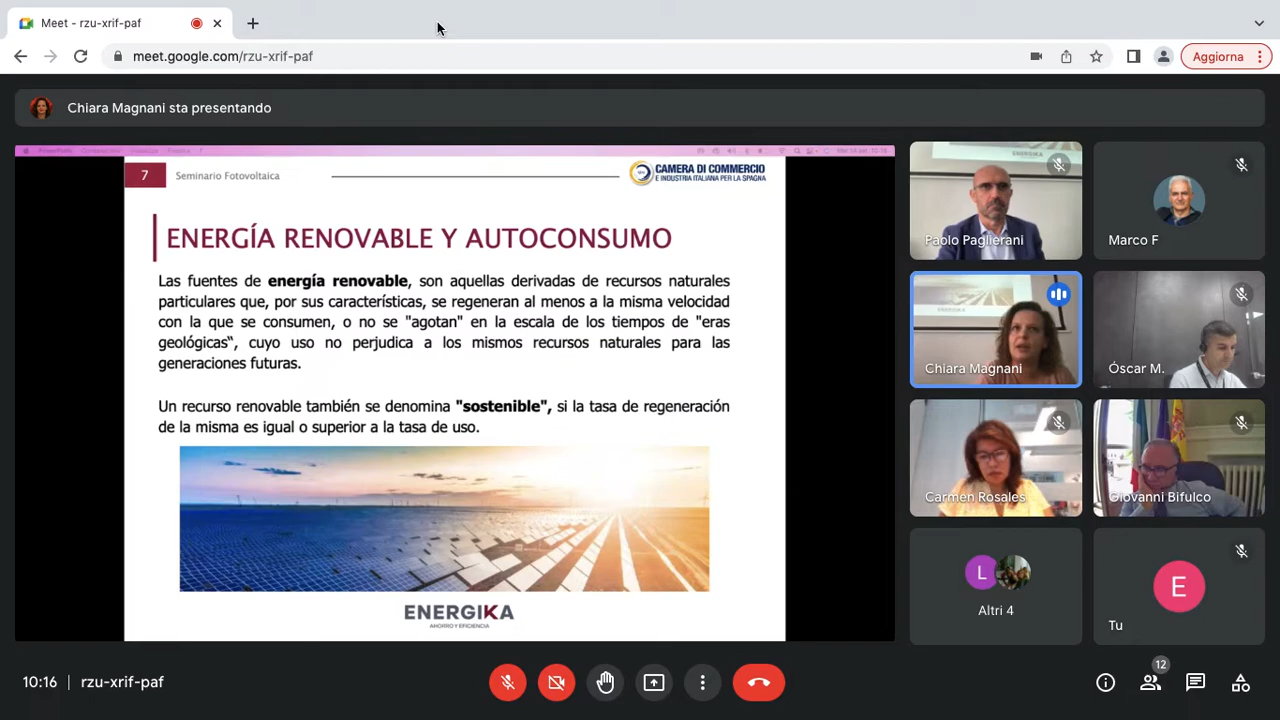 Meet - rzu-xrif-paf
meet.google.com/rzu-xrif-paf
Aggiorna
Chiara Magnani sta presentando
7
Seminario Fotovoltaica
CAMERA DI COMMERCIO
E INDUSTRIA ITALIANA PER LA SPAGNA
ENERGÍA RENOVABLE Y AUTOCONSUMO
Las fuentes de energía renovable, son aquellas derivadas de recursos naturales
particulares que, por sus características, se regeneran al menos a la misma velocidad
con la que se consumen, o no se "agotan" en la escala de los tiempos de "eras
geológicas“, cuyo uso no perjudica a los mismos recursos naturales para las
generaciones futuras.
Un recurso renovable también se denomina "sostenible", si la tasa de regeneración
de la misma es igual o superior a la tasa de uso.
ENERGIKA
AHORRO Y EFICIENCIA
Paolo Paglierani
Marco F
Chiara Magnani
Óscar M.
Carmen Rosales
Giovanni Bifulco
L
Altri 4
E
Tu
10:16 | rzu-xrif-paf
12